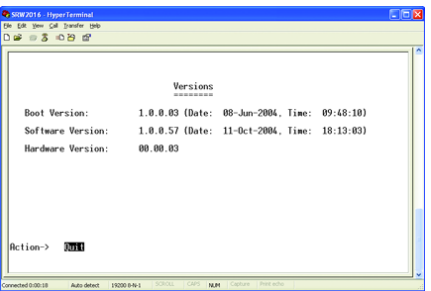 SRW2016 - HyperTerminal
File Edit View Call Transfer Help
Versions
Boot Version: 1.0.0.03 (Date: 08-Jun-2004, Time: 09:48:10)
Software Version: 1.0.0.57 (Date: 11-Oct-2004, Time: 18:13:03)
Hardware Version: 00.00.03
Action-> Quit
Connected 0:00:18 Auto detect 19200 8-N-1 SCROLL CAPS NUM Capture Print echo